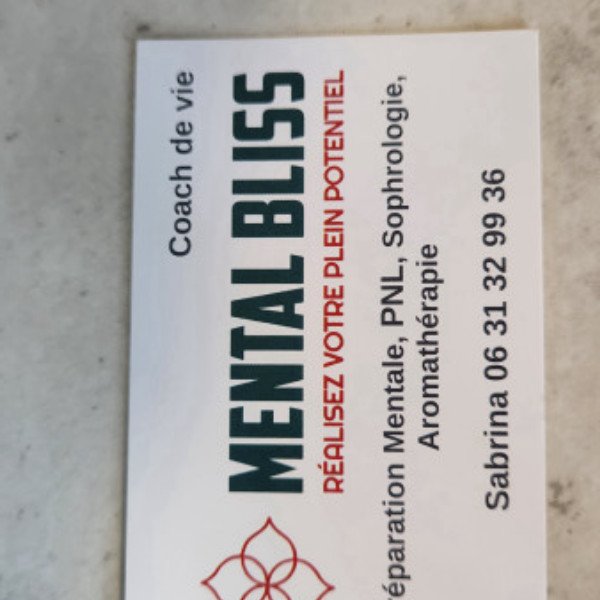 Coach de vie
MENTAL BLISS
RÉALISEZ VOTRE PLEIN POTENTIEL
éparation Mentale, PNL, Sophrologie,
Aromathérapie
Sabrina 06 31 32 99 36